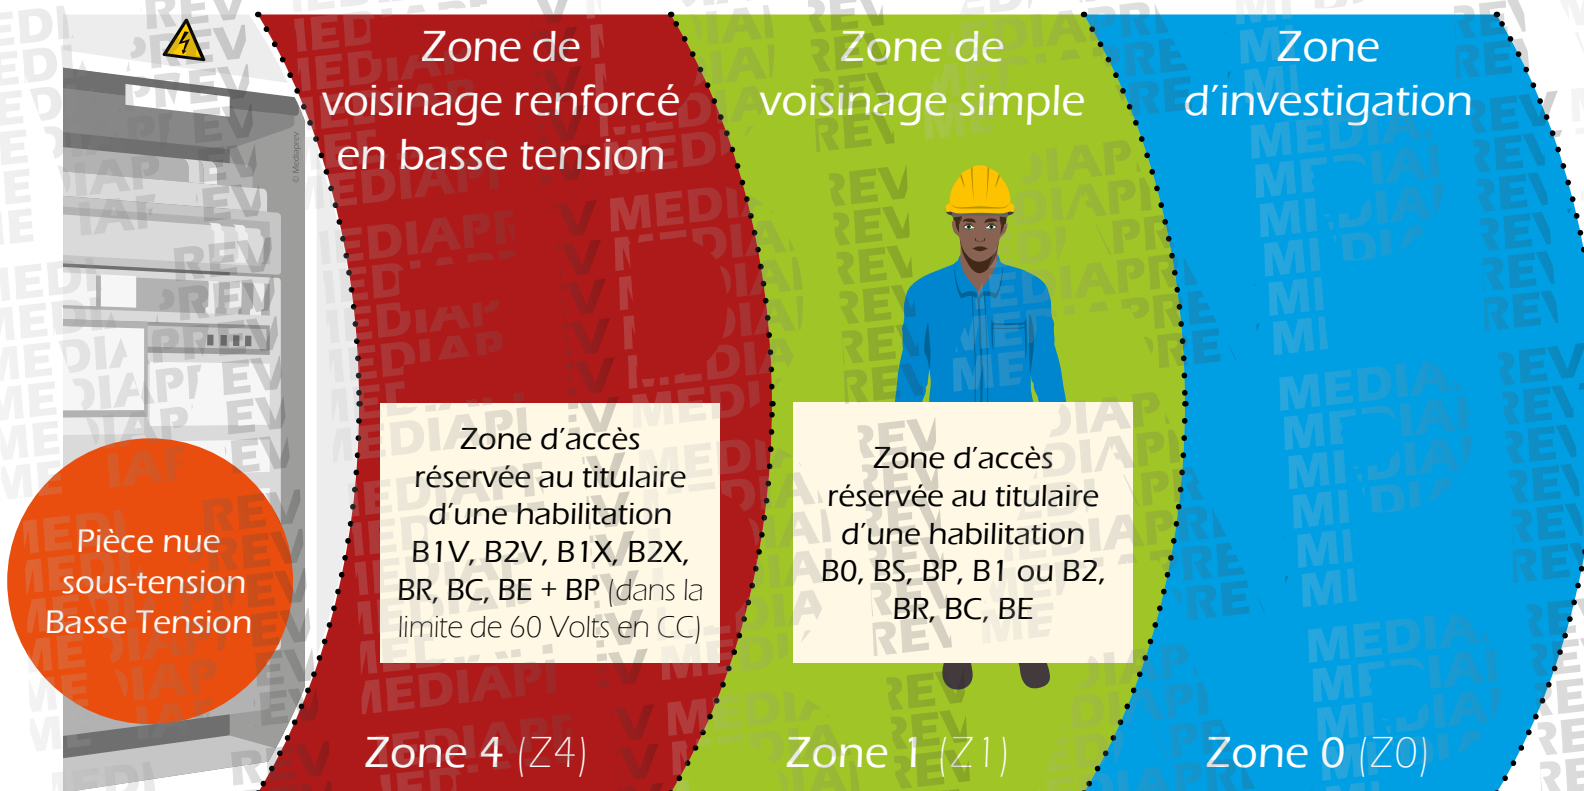 Zone de
voisinage renforcé
en basse tension
Zone de
voisinage simple
Zone
d'investigation
© Mediaprev
Pièce nue
sous-tension
Basse Tension
Zone d'accès
réservée au titulaire
d'une habilitation
B1V, B2V, B1X, B2X,
BR, BC, BE + BP (dans la
limite de 60 Volts en CC)
Zone d'accès
réservée au titulaire
d'une habilitation
B0, BS, BP, B1 ou B2,
BR, BC, BE
Zone 4 (Z4)
Zone 1 (Z1)
Zone 0 (Z0)